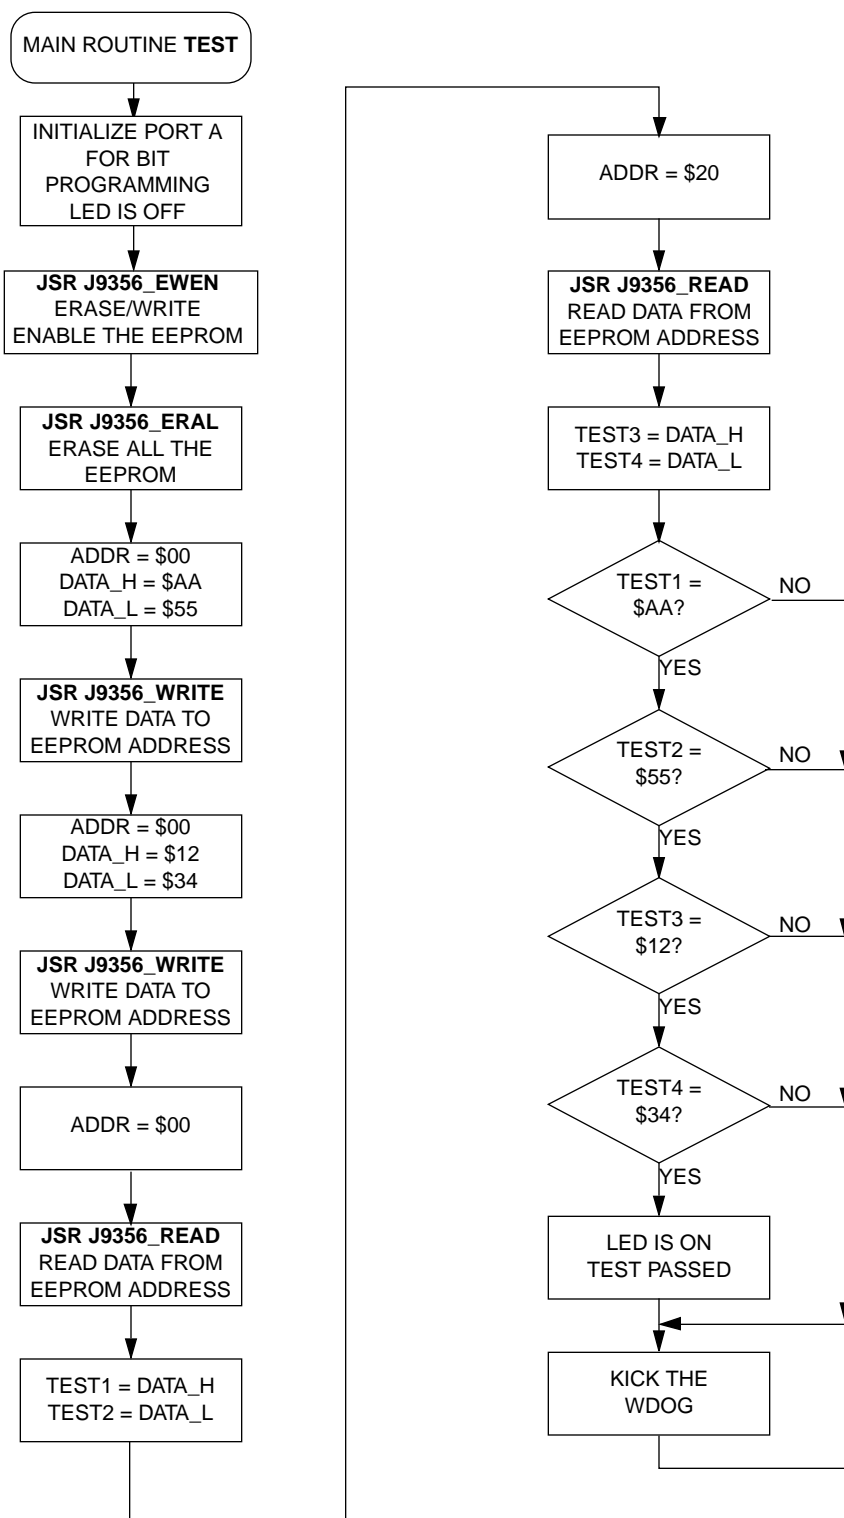 MAIN ROUTINE TEST
INITIALIZE PORT A
FOR BIT
PROGRAMMING
LED IS OFF
JSR J9356_EWEN
ERASE/WRITE
ENABLE THE EEPROM
JSR J9356_ERAL
ERASE ALL THE
EEPROM
ADDR = $00
DATA_H = $AA
DATA_L = $55
JSR J9356_WRITE
WRITE DATA TO
EEPROM ADDRESS
ADDR = $00
DATA_H = $12
DATA_L = $34
JSR J9356_WRITE
WRITE DATA TO
EEPROM ADDRESS
ADDR = $00
JSR J9356_READ
READ DATA FROM
EEPROM ADDRESS
TEST1 = DATA_H
TEST2 = DATA_L
ADDR = $20
JSR J9356_READ
READ DATA FROM
EEPROM ADDRESS
TEST3 = DATA_H
TEST4 = DATA_L
TEST1 =
$AA?
NO
YES
TEST2 =
$55?
NO
YES
TEST3 =
$12?
NO
YES
TEST4 =
$34?
NO
YES
LED IS ON
TEST PASSED
KICK THE
WDOG